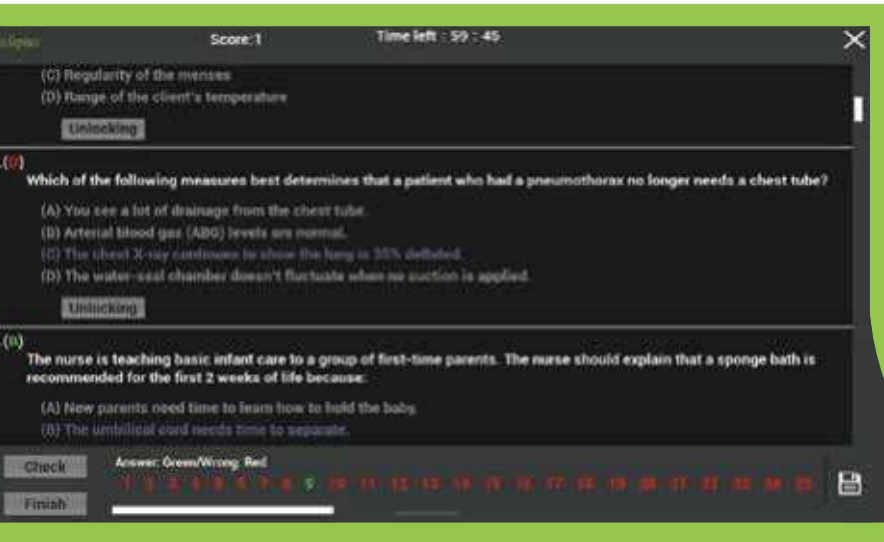 Score: 1
Time left : 59 : 45
(C) Regularity of the menses
(D) Range of the client's temperature
Unlocking
.(D)
Which of the following measures best determines that a patient who had a pneumothorax no longer needs a chest tube?
(A) You see a lot of drainage from the chest tube.
(B) Arterial blood gas (ABG) levels are normal.
(C) The chest X-ray continues to show the lung is 35% deflated.
(D) The water-seal chamber doesn't fluctuate when no suction is applied.
Unlocking
.(B)
The nurse is teaching basic infant care to a group of first-time parents. The nurse should explain that a sponge bath is
recommended for the first 2 weeks of life because:
(A) New parents need time to learn how to hold the baby.
(B) The umbilical cord needs time to separate.
Check
Answer: Green/Wrong: Red
1 2 3 4 5 6 7 8 9 10 11 12 13 14 15 16 17 18 19 20 21 22 23 24 25
Finish